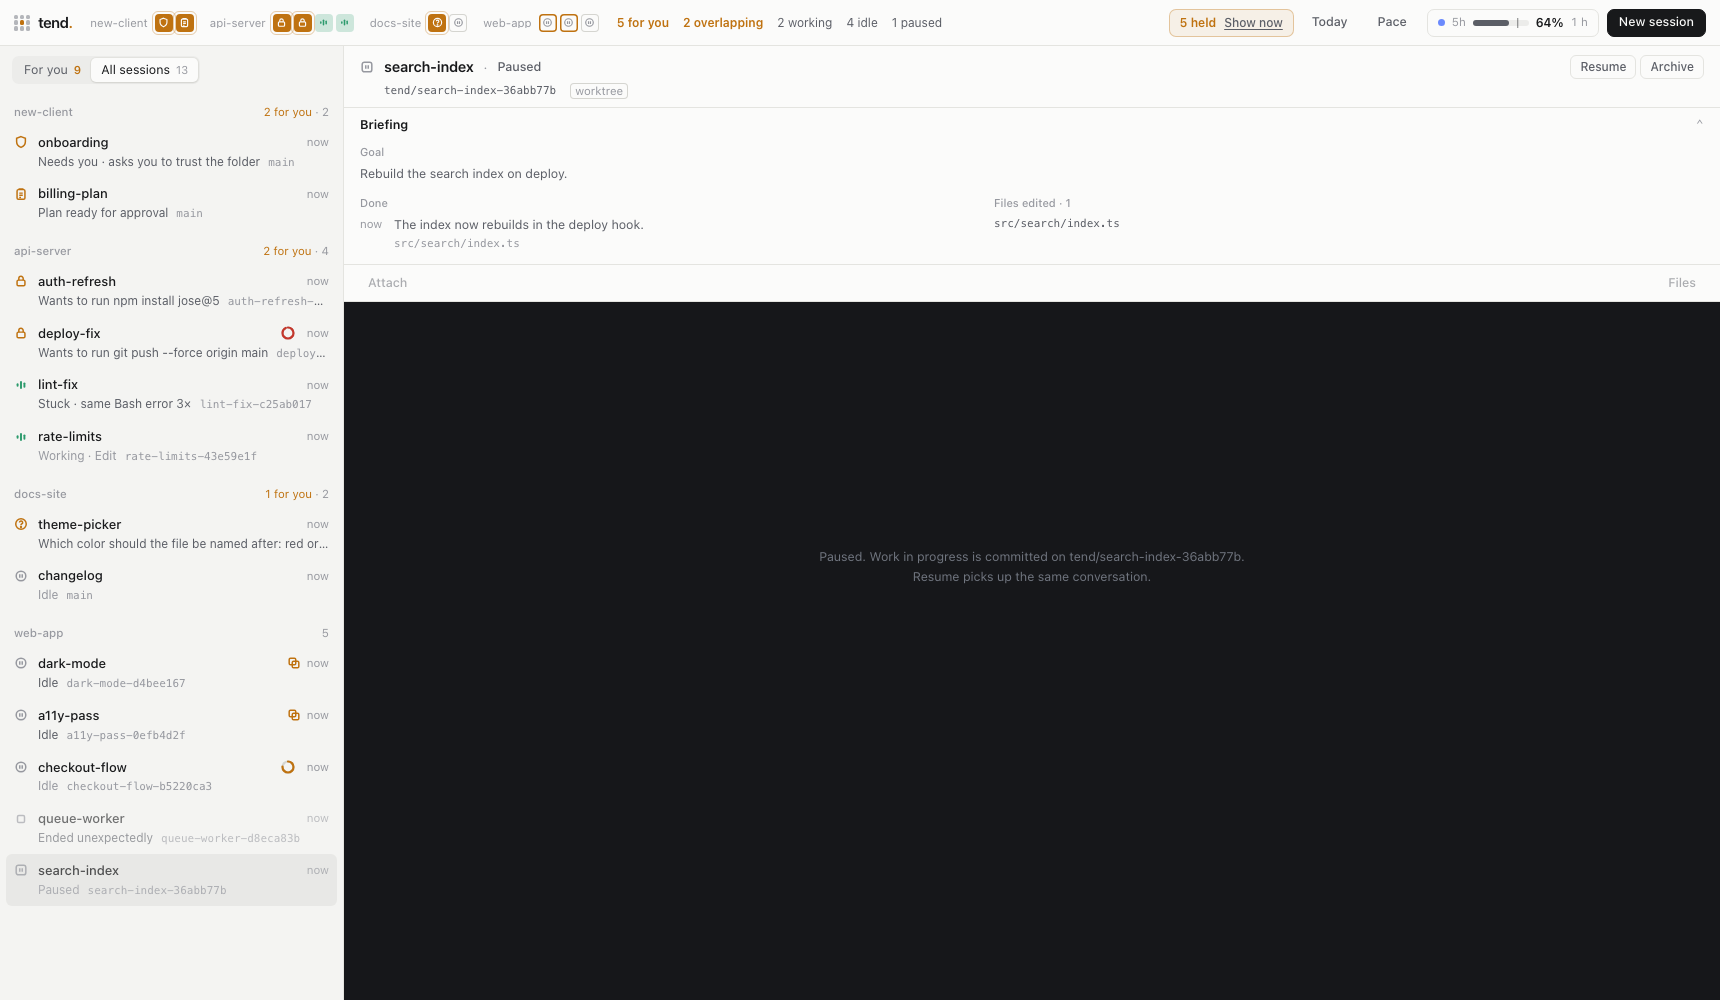 tend. new-client api-server docs-site web-app 5 for you 2 overlapping 2 working 4 idle 1 paused 5 held Show now Today Pace 5h 64% 1 h New session
For you 9 All sessions 13
new-client 2 for you · 2
onboarding now
Needs you · asks you to trust the folder main
billing-plan now
Plan ready for approval main
api-server 2 for you · 4
auth-refresh now
Wants to run npm install jose@5 auth-refresh-…
deploy-fix now
Wants to run git push --force origin main deploy…
lint-fix now
Stuck · same Bash error 3× lint-fix-c25ab017
rate-limits now
Working · Edit rate-limits-43e59e1f
docs-site 1 for you · 2
theme-picker now
Which color should the file be named after: red or…
changelog now
Idle main
web-app 5
dark-mode now
Idle dark-mode-d4bee167
a11y-pass now
Idle a11y-pass-0efb4d2f
checkout-flow now
Idle checkout-flow-b5220ca3
queue-worker now
Ended unexpectedly queue-worker-d8eca83b
search-index now
Paused search-index-36abb77b
search-index · Paused Resume Archive
tend/search-index-36abb77b worktree
Briefing
Goal
Rebuild the search index on deploy.
Done Files edited · 1
now The index now rebuilds in the deploy hook. src/search/index.ts
src/search/index.ts
Attach Files
Paused. Work in progress is committed on tend/search-index-36abb77b.
Resume picks up the same conversation.